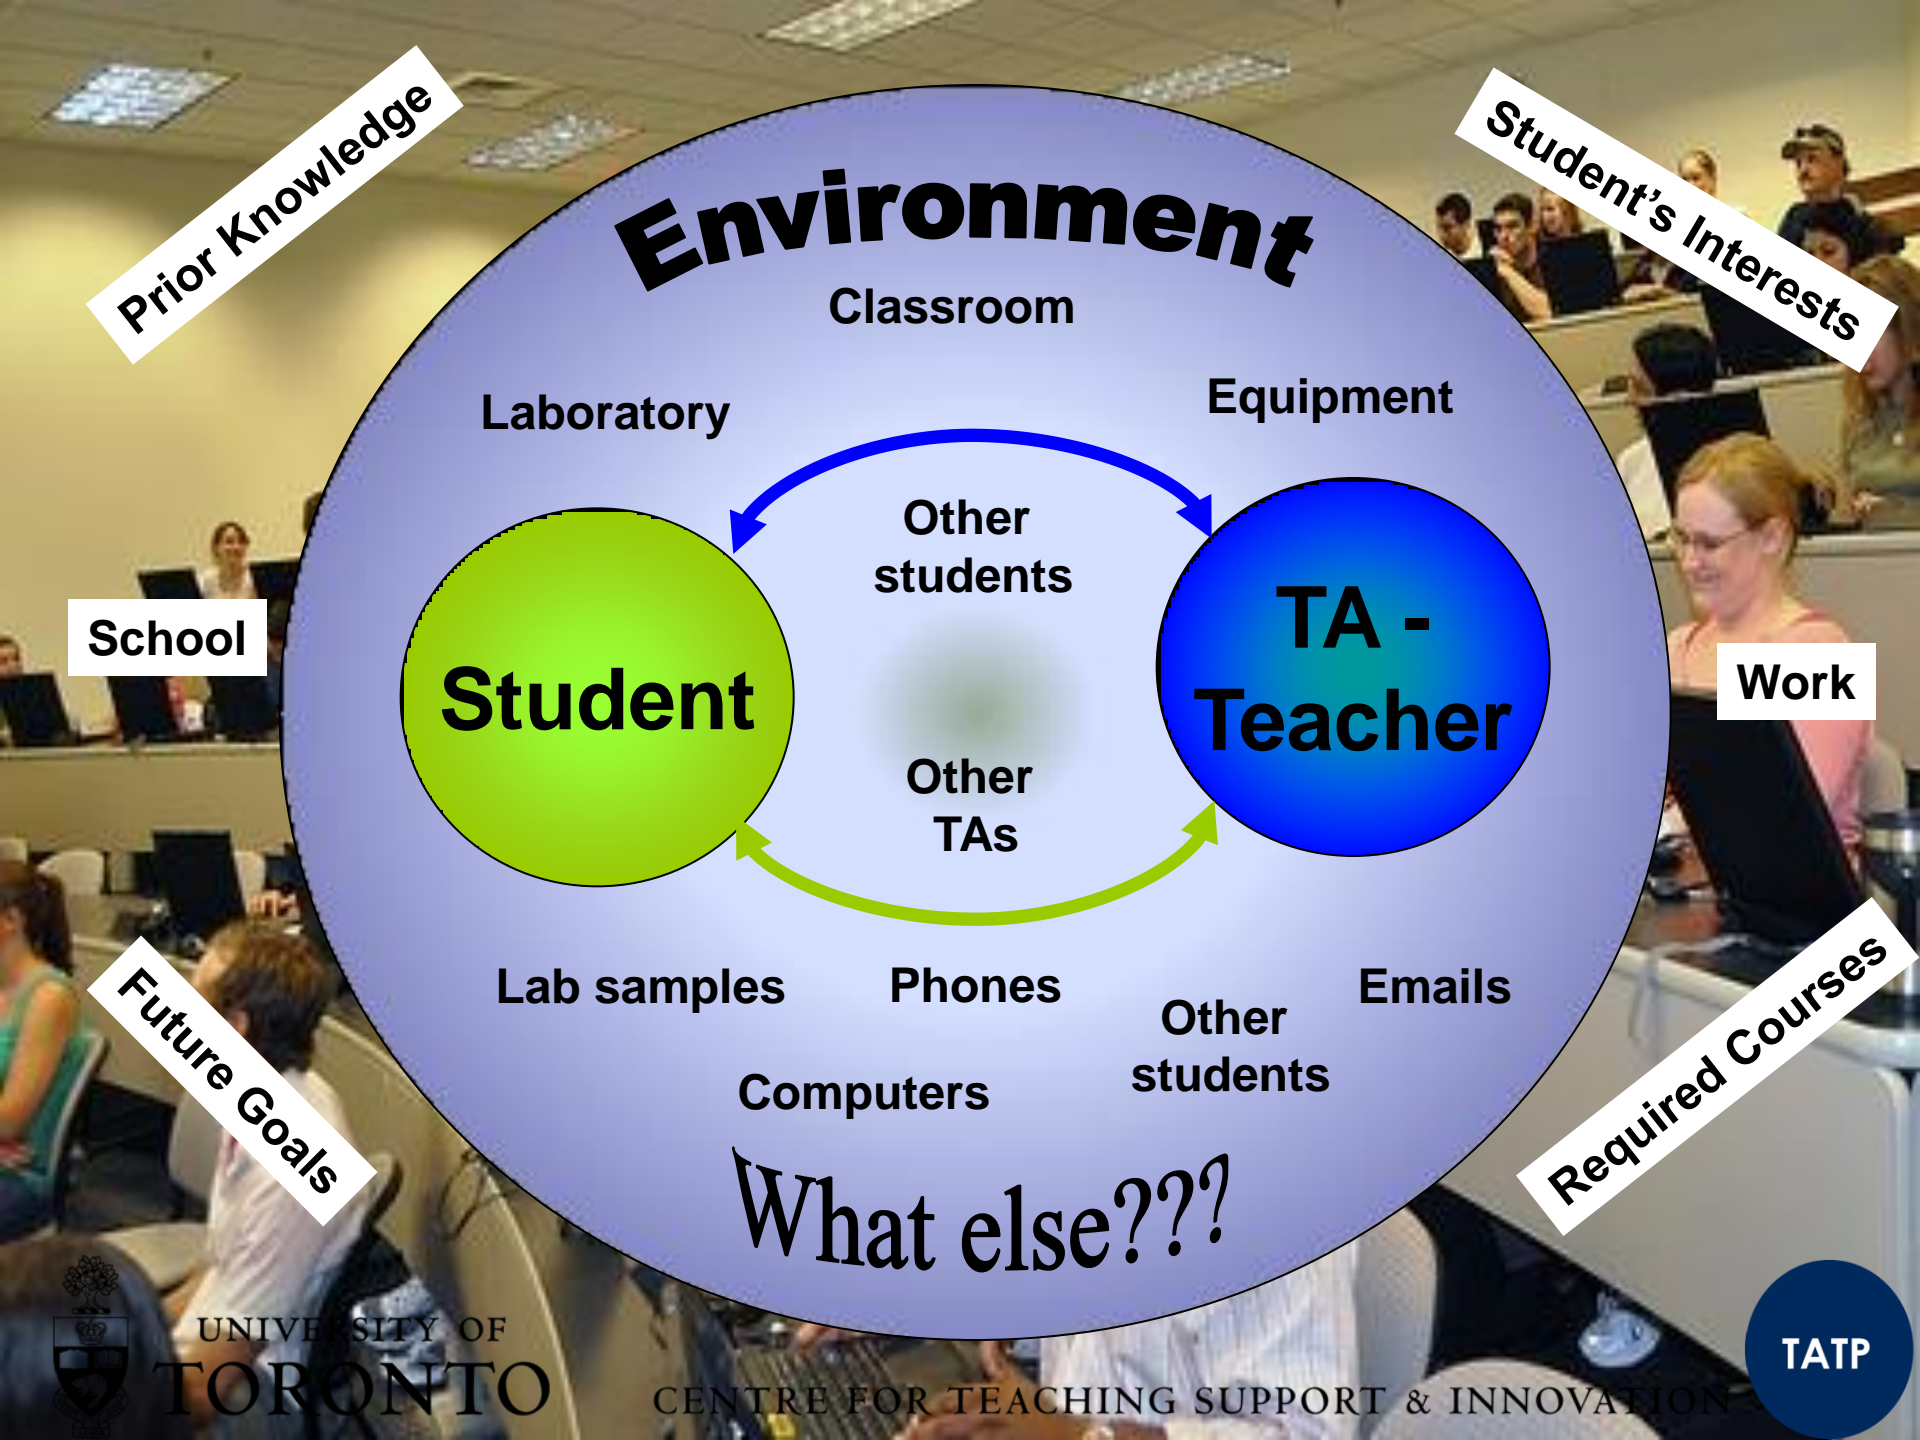 Prior Knowledge
Student's Interests
Environment
Classroom
Laboratory
Equipment
Other
students
School
Student
TA -
Teacher
Work
Other
TAs
Future Goals
Lab samples
Phones
Other
students
Emails
Computers
Required Courses
What else???
UNIVERSITY OF
TORONTO
CENTRE FOR TEACHING SUPPORT & INNOVATION
TATP